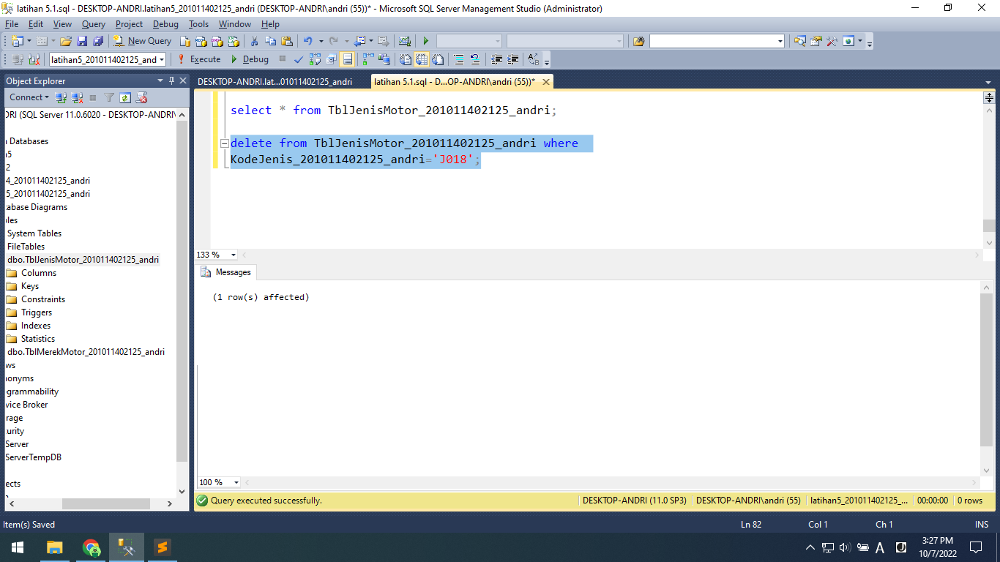 latihan 5.1.sql - DESKTOP-ANDRI.latihan5_201011402125_andri (DESKTOP-ANDRI\andri (55))* - Microsoft SQL Server Management Studio (Administrator)
File Edit View Query Project Debug Tools Window Help
New Query
latihan5_201011402125_and Execute Debug
Object Explorer
Connect
DRI (SQL Server 11.0.6020 - DESKTOP-ANDRI\
Databases
n5
2
4_201011402125_andri
5_201011402125_andri
abase Diagrams
les
System Tables
FileTables
dbo.TblJenisMotor_201011402125_andri
Columns
Keys
Constraints
Triggers
Indexes
Statistics
dbo.TblMerekMotor_201011402125_andri
ws
onyms
grammability
vice Broker
rage
urity
Server
ServerTempDB
ects
DESKTOP-ANDRI.lat...01011402125_andri
latihan 5.1.sql - D...OP-ANDRI\andri (55))*
select * from TblJenisMotor_201011402125_andri;
delete from TblJenisMotor_201011402125_andri where
KodeJenis_201011402125_andri='J018';
133 %
Messages
(1 row(s) affected)
100 %
Query executed successfully. DESKTOP-ANDRI (11.0 SP3) DESKTOP-ANDRI\andri (55) latihan5_201011402125_... 00:00:00 0 rows
Item(s) Saved Ln 82 Col 1 Ch 1 INS
A
3:27 PM
10/7/2022